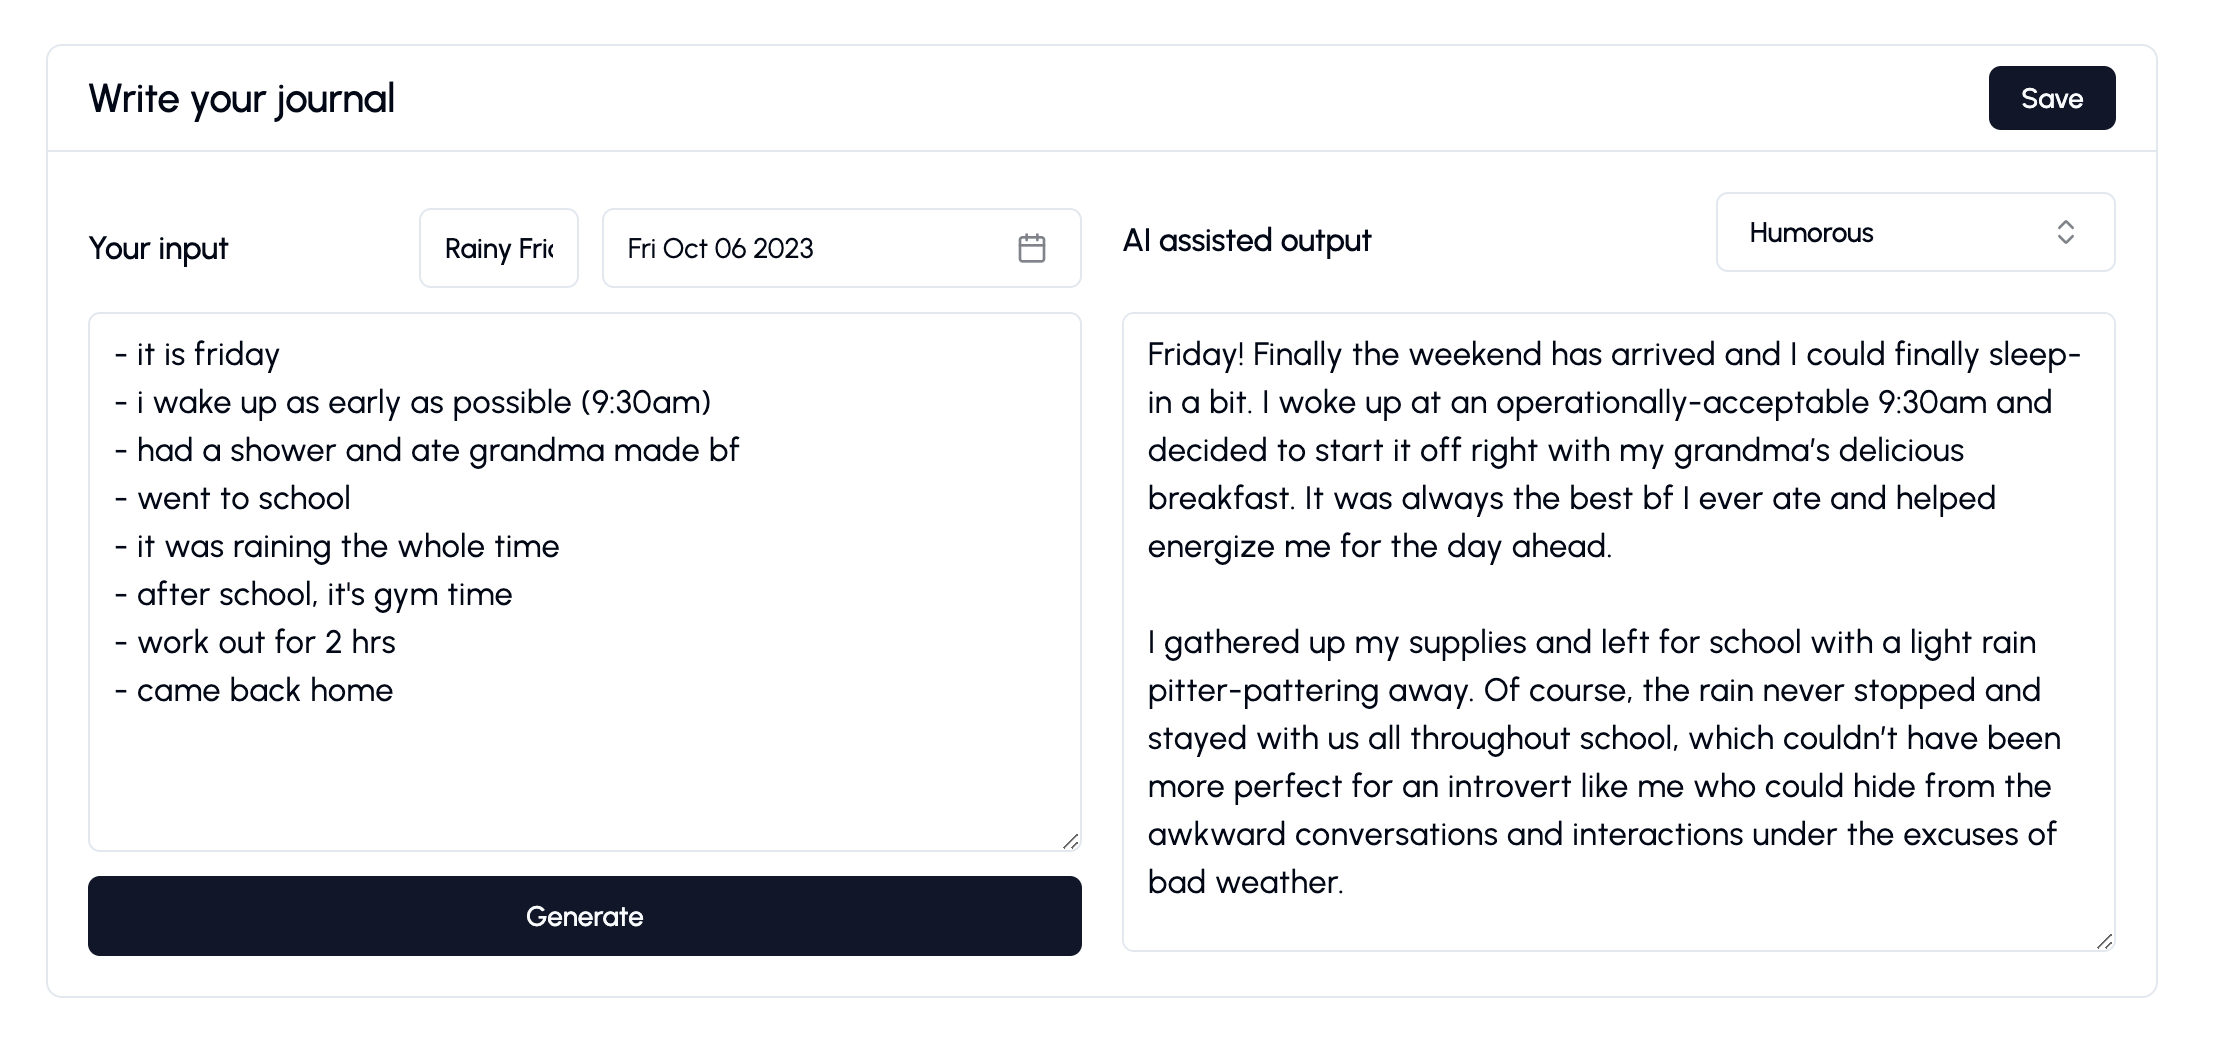 Write your journal
Save
Your input
Rainy Fri
Fri Oct 06 2023
AI assisted output
Humorous
- it is friday
- i wake up as early as possible (9:30am)
- had a shower and ate grandma made bf
- went to school
- it was raining the whole time
- after school, it's gym time
- work out for 2 hrs
- came back home
Generate
Friday! Finally the weekend has arrived and I could finally sleep-
in a bit. I woke up at an operationally-acceptable 9:30am and
decided to start it off right with my grandma’s delicious
breakfast. It was always the best bf I ever ate and helped
energize me for the day ahead.
I gathered up my supplies and left for school with a light rain
pitter-pattering away. Of course, the rain never stopped and
stayed with us all throughout school, which couldn’t have been
more perfect for an introvert like me who could hide from the
awkward conversations and interactions under the excuses of
bad weather.